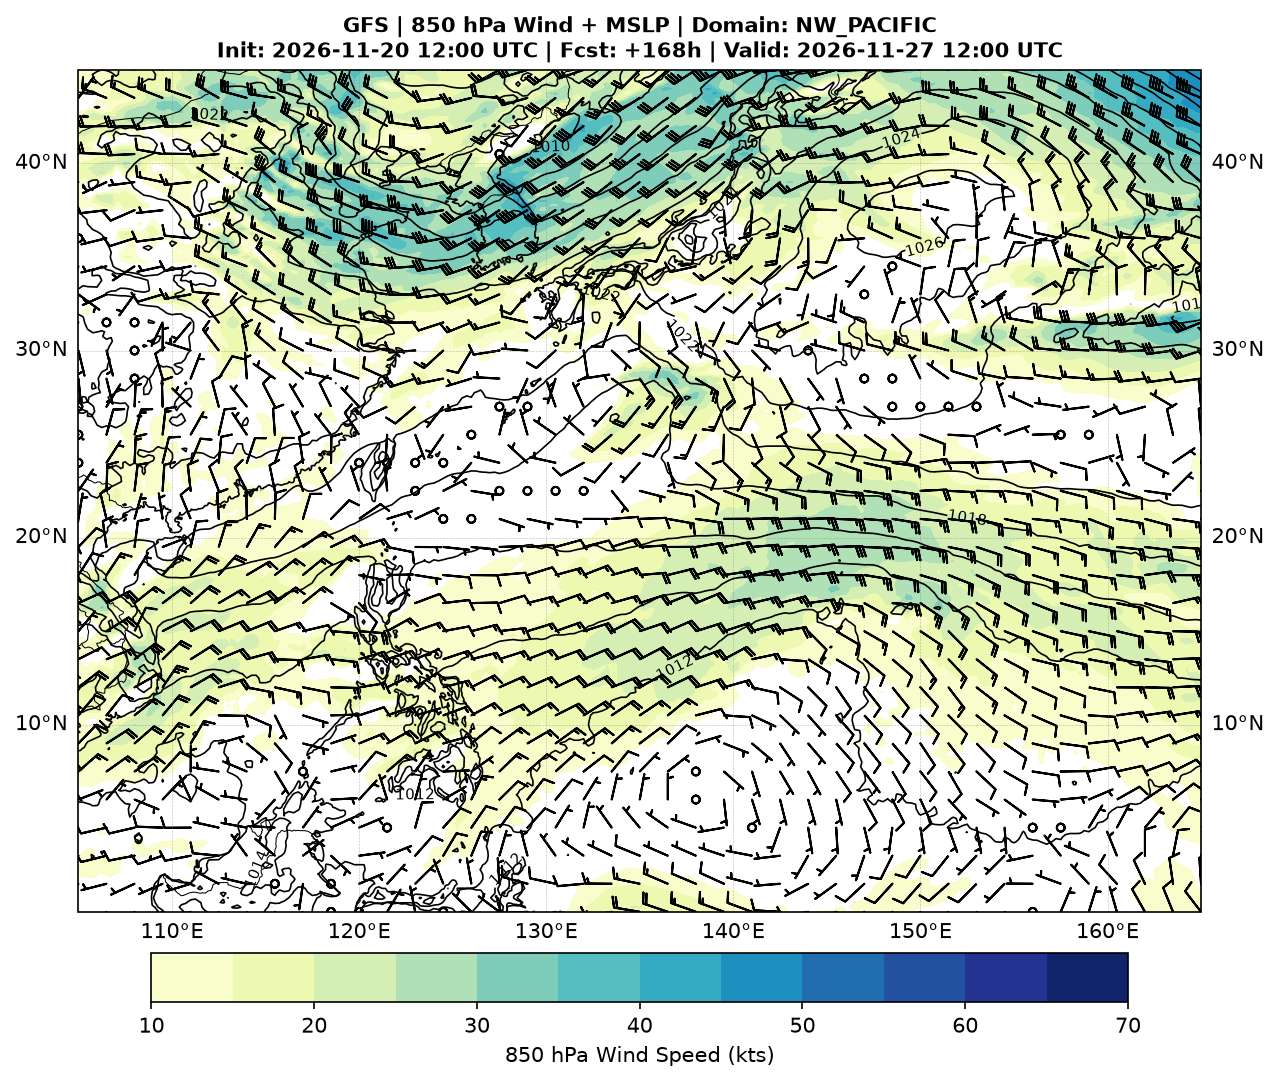 GFS | 850 hPa Wind + MSLP | Domain: NW_PACIFIC
Init: 2026-11-20 12:00 UTC | Fcst: +168h | Valid: 2026-11-27 12:00 UTC
1010
1024
40°N
40°N
1026
1022
30°N
30°N
1018
20°N
20°N
1012
10°N
10°N
1012
110°E
120°E
130°E
140°E
150°E
160°E
10
20
30
40
50
60
70
850 hPa Wind Speed (kts)